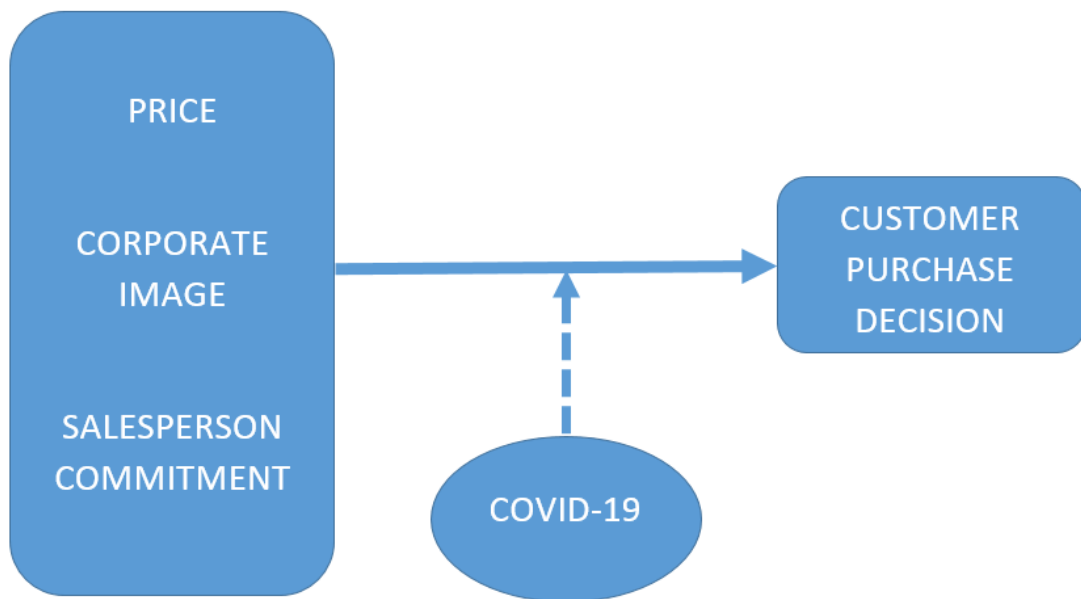 PRICE
CORPORATE
IMAGE
SALESPERSON
COMMITMENT
CUSTOMER
PURCHASE
DECISION
COVID-19